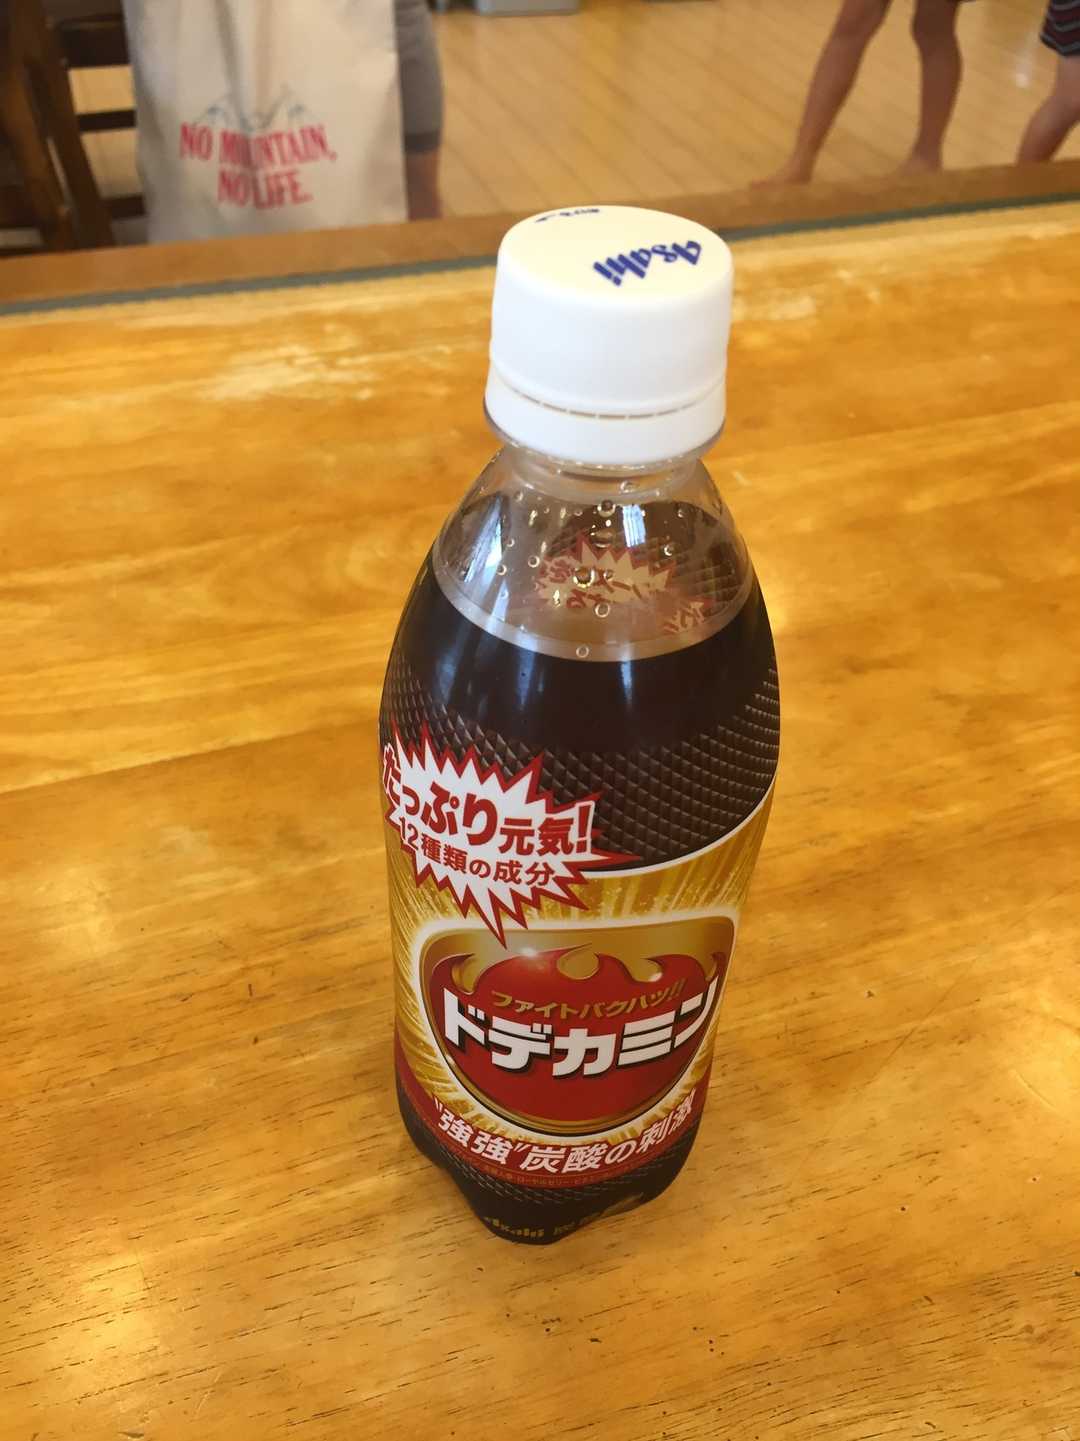 NO MOUNTAIN,
NO LIFE.
Asahi
たっぷり元気!
12種類の成分
ファイトバクハツ!!
ドデカミン
"強強"炭酸の刺激
Asahi